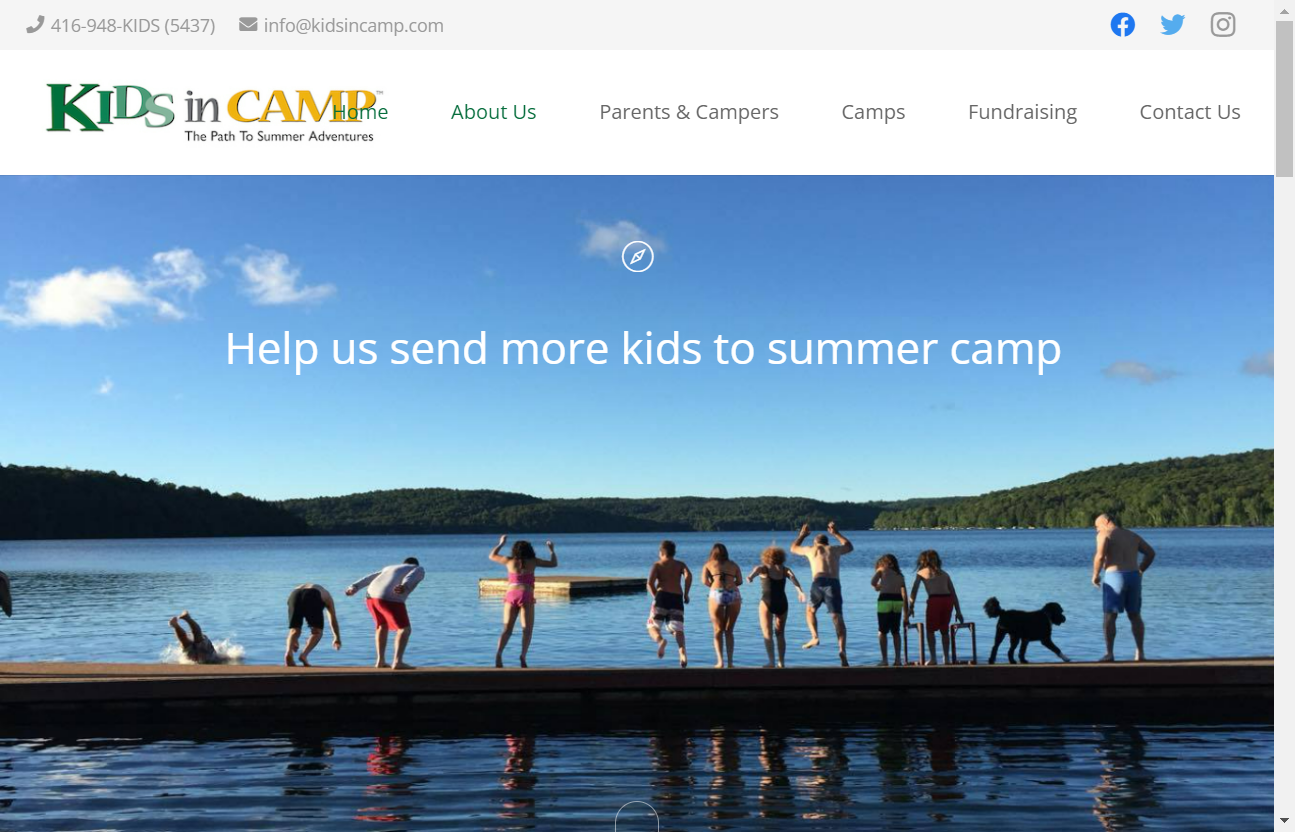 416-948-KIDS (5437) info@kidsincamp.com
KIDS in CAMP™
The Path To Summer Adventures
Home About Us Parents & Campers Camps Fundraising Contact Us
Help us send more kids to summer camp